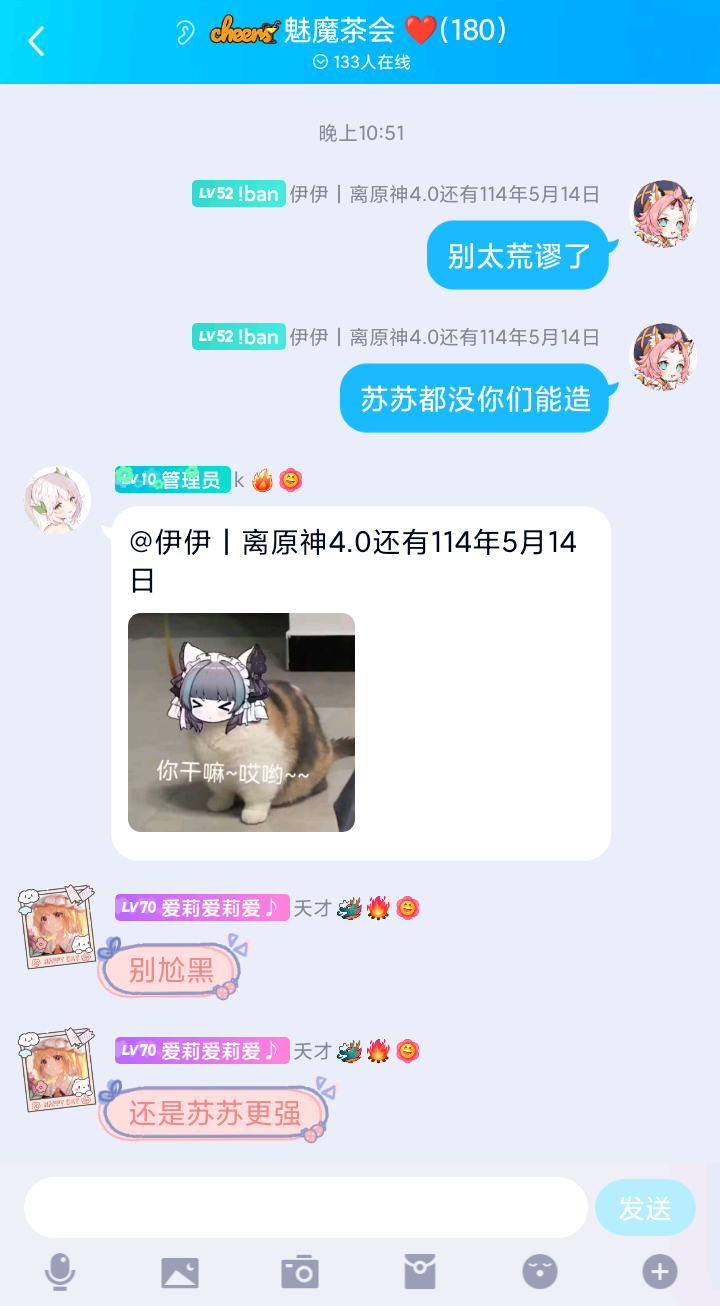 cheers 魅魔茶会 ❤️(180)
133人在线
晚上10:51
LV52 !ban 伊伊丨离原神4.0还有114年5月14日
别太荒谬了
LV52 !ban 伊伊丨离原神4.0还有114年5月14日
苏苏都没你们能造
LV10 管理员 k 🔥
@伊伊丨离原神4.0还有114年5月14
日
你干嘛~哎哟~~
LV70 爱莉爱莉爱♪ 天才 🐲🔥
别尬黑
HAPPY DAY
LV70 爱莉爱莉爱♪ 天才 🐲🔥
还是苏苏更强
HAPPY DAY
发送